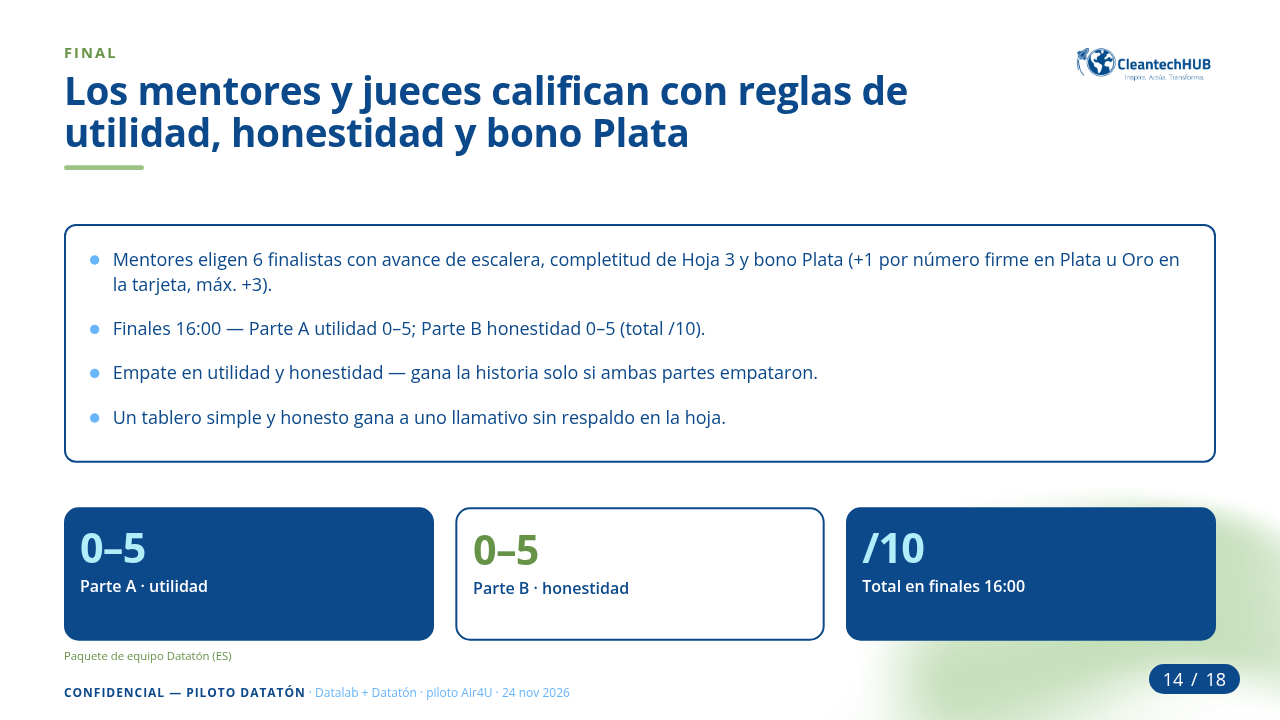 FINAL
CleantechHUB
Inspira. Actúa. Transforma.
Los mentores y jueces califican con reglas de
utilidad, honestidad y bono Plata
Mentores eligen 6 finalistas con avance de escalera, completitud de Hoja 3 y bono Plata (+1 por número firme en Plata u Oro en
la tarjeta, máx. +3).
Finales 16:00 — Parte A utilidad 0–5; Parte B honestidad 0–5 (total /10).
Empate en utilidad y honestidad — gana la historia solo si ambas partes empataron.
Un tablero simple y honesto gana a uno llamativo sin respaldo en la hoja.
0–5
Parte A · utilidad
0–5
Parte B · honestidad
/10
Total en finales 16:00
Paquete de equipo Datatón (ES)
CONFIDENCIAL — PILOTO DATATÓN · Datalab + Datatón · piloto Air4U · 24 nov 2026
14 / 18